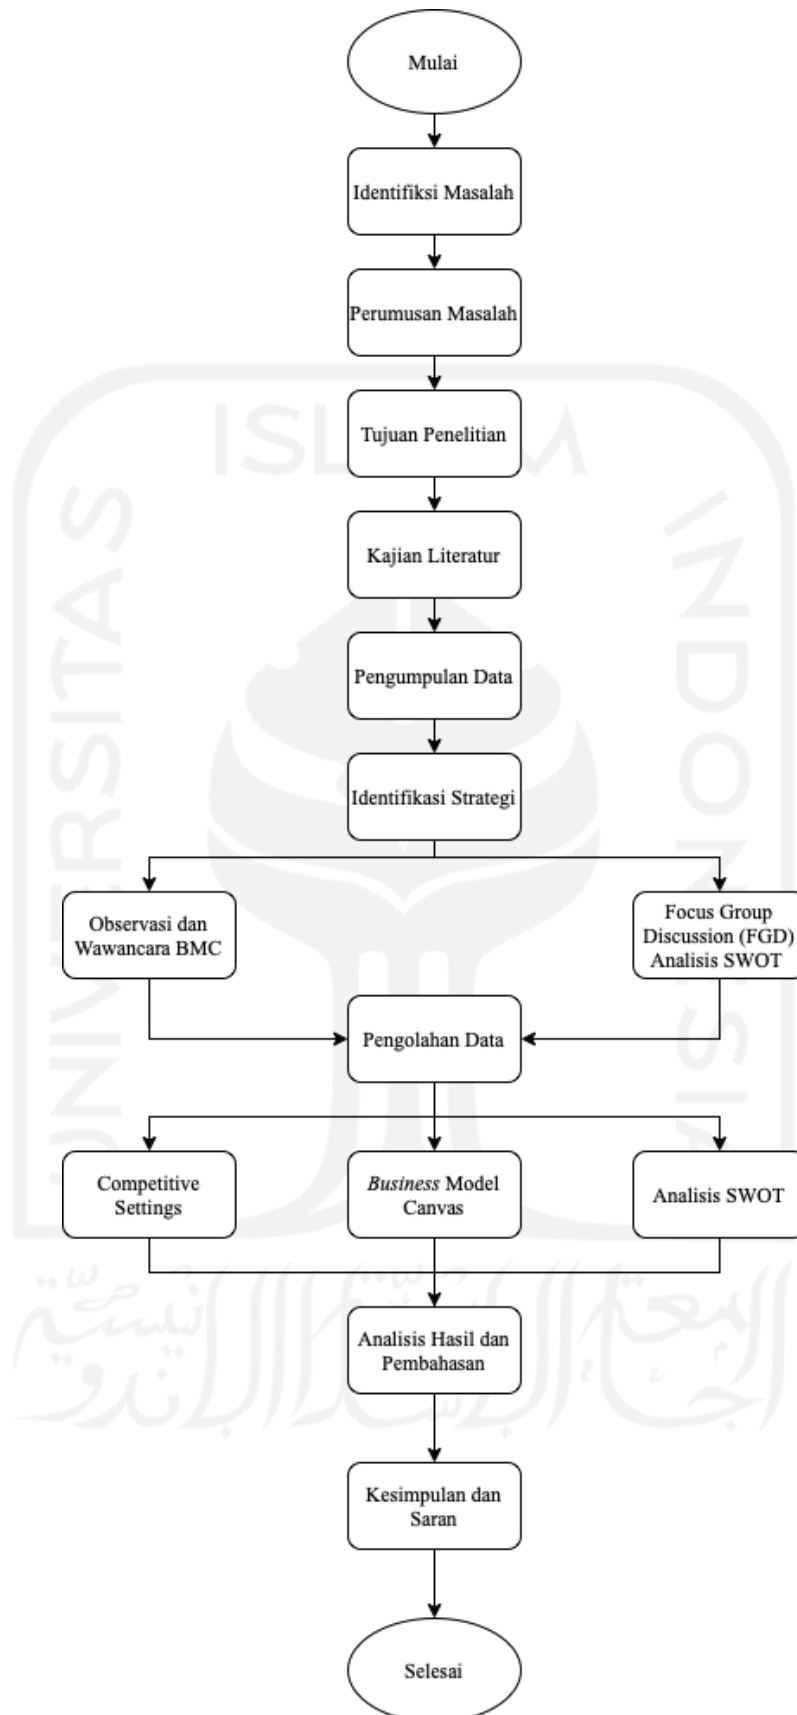 Mulai
Identifiksi Masalah
Perumusan Masalah
Tujuan Penelitian
Kajian Literatur
Pengumpulan Data
Identifikasi Strategi
Observasi dan
Wawancara BMC
Focus Group
Discussion (FGD)
Analisis SWOT
Pengolahan Data
Competitive
Settings
Business Model
Canvas
Analisis SWOT
Analisis Hasil dan
Pembahasan
Kesimpulan dan
Saran
Selesai
UNIVERSITAS
INDONESIA